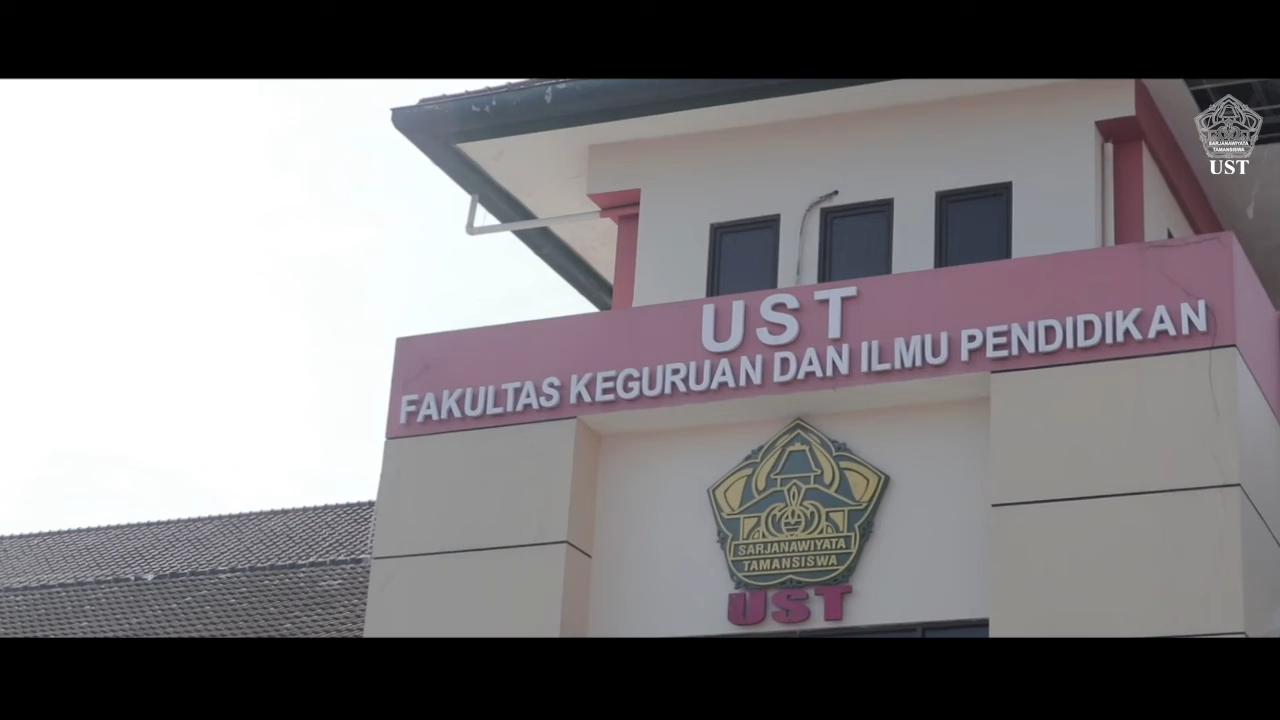 SARJANAWIYATA
TAMANSISWA
UST
UST
FAKULTAS KEGURUAN DAN ILMU PENDIDIKAN
SARJANAWIYATA
TAMANSISWA
UST